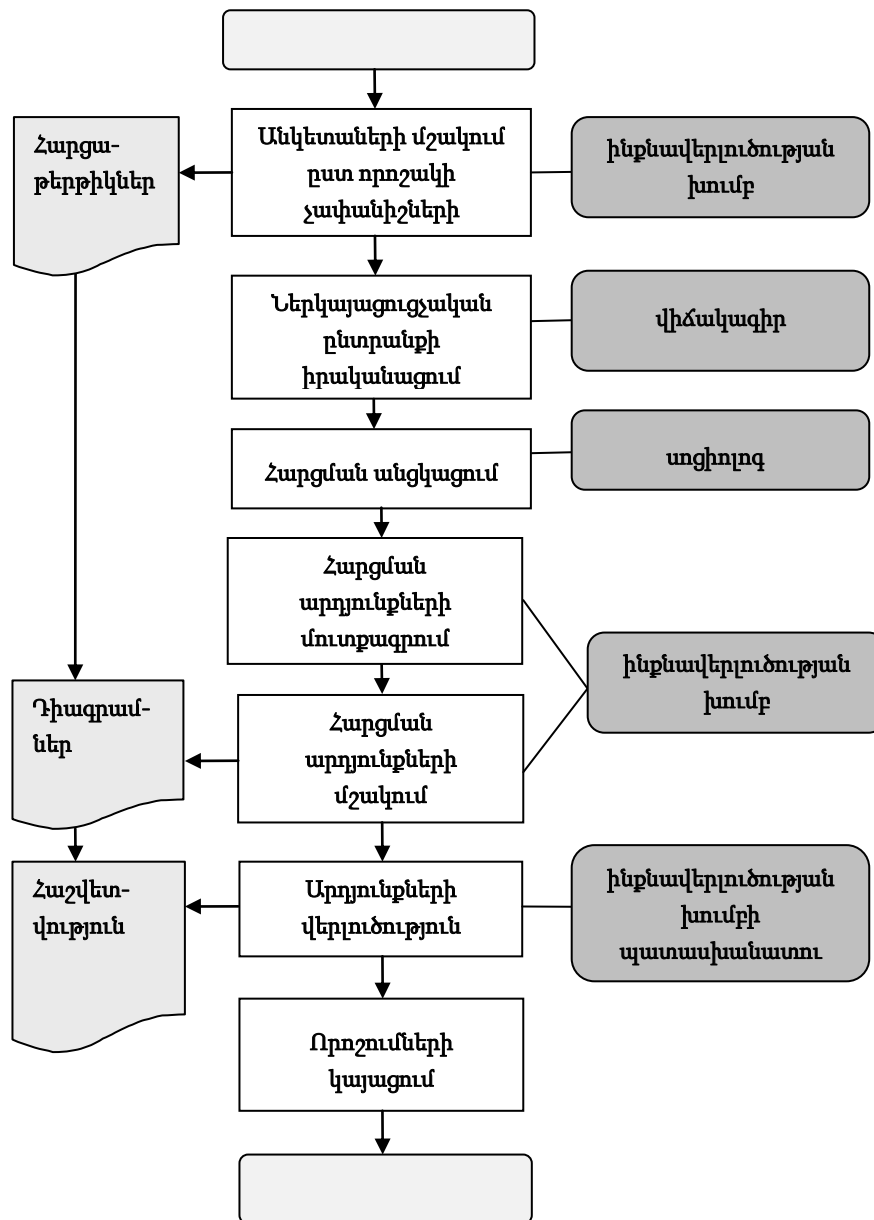 Հարցա-
թերթիկներ
Անկետաների մշակում
ըստ որոշակի
չափանիշների
ինքնավերլուծության
խումբ
Ներկայացուցչական
ընտրանքի
իրականացում
վիճակագիր
Հարցման անցկացում
սոցիոլոգ
Հարցման
արդյունքների
մուտքագրում
ինքնավերլուծության
խումբ
Դիագրամ-
ներ
Հարցման
արդյունքների
մշակում
Հաշվետ-
վություն
Արդյունքների
վերլուծություն
ինքնավերլուծության
խումբի
պատասխանատու
Որոշումների
կայացում